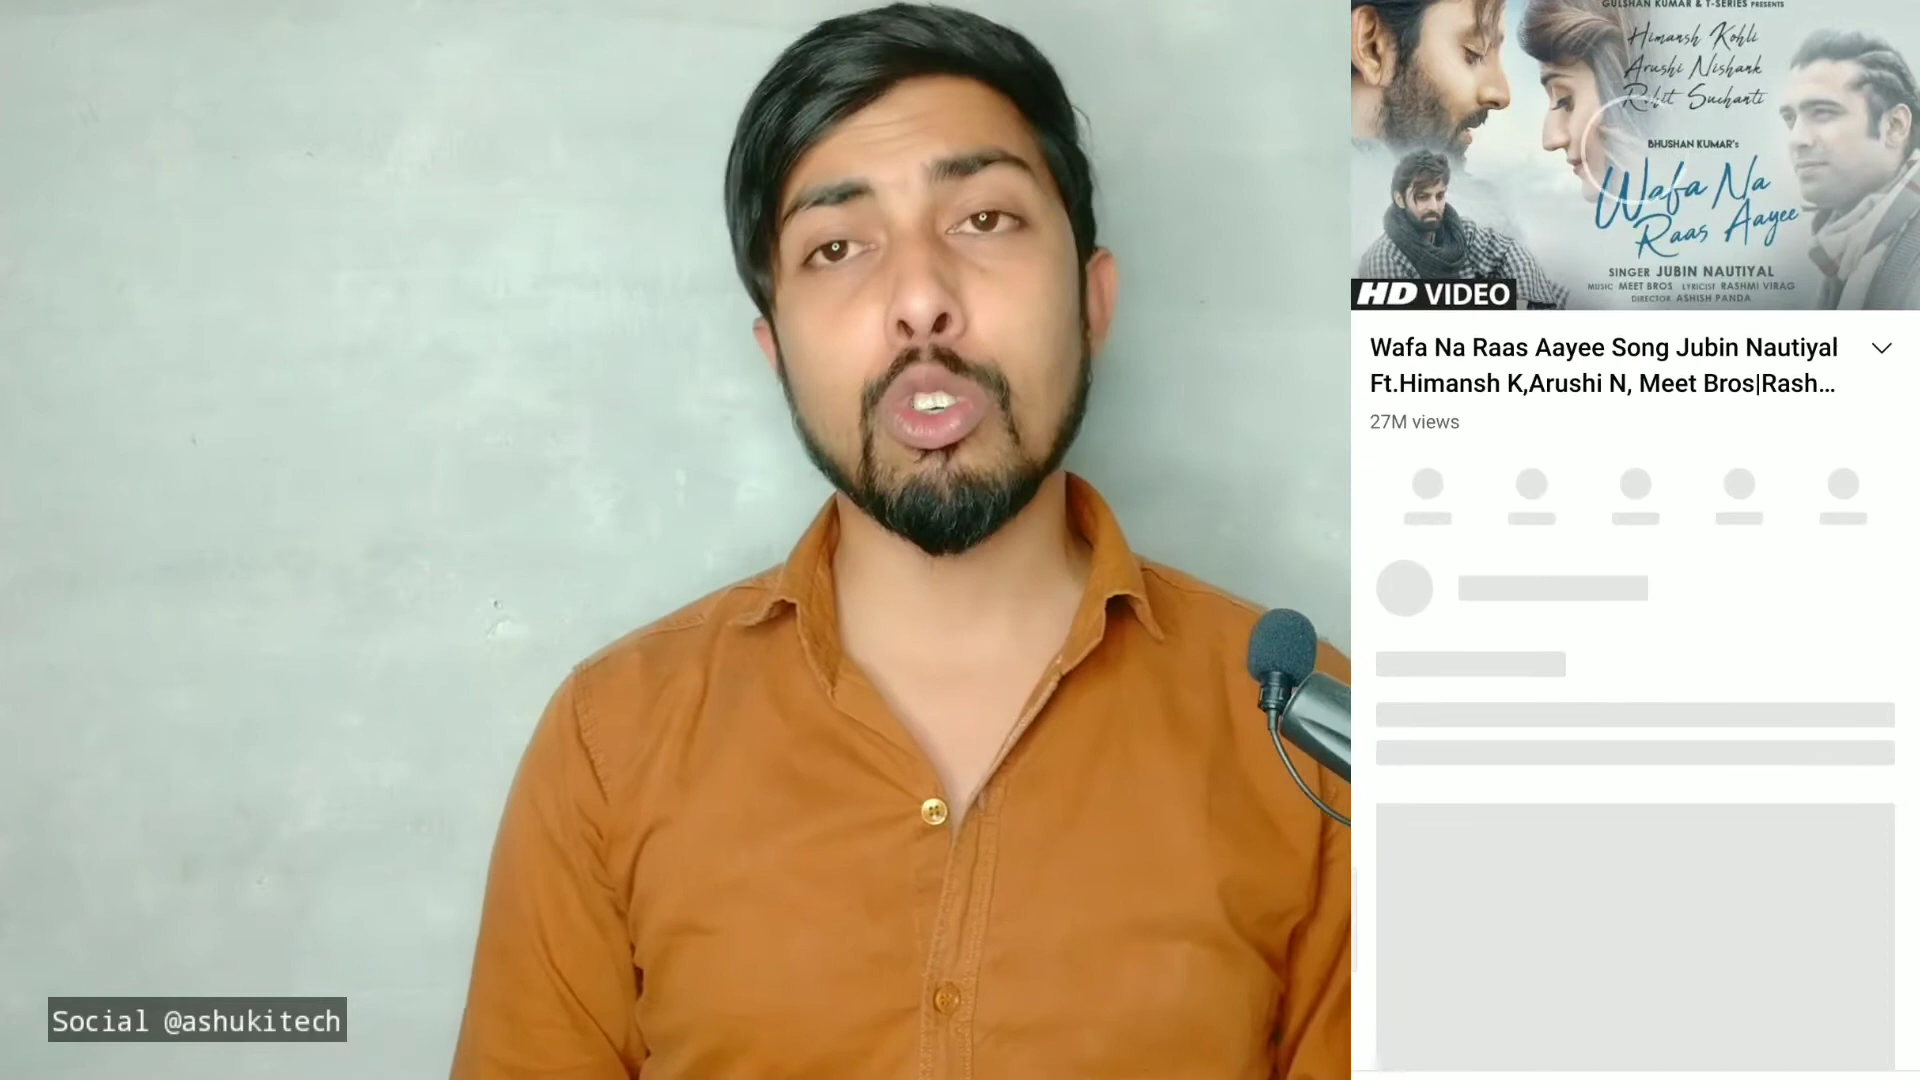 GULSHAN KUMAR & T-SERIES PRESENTS
Himansh Kohli
Arushi Nishank
Rohit Suchanti
BHUSHAN KUMAR's
Wafa Na
Raas Aayee
SINGER JUBIN NAUTIYAL
MUSIC MEET BROS LYRICIST RASHMI VIRAG
DIRECTOR ASHISH PANDA
HD VIDEO
Wafa Na Raas Aayee Song Jubin Nautiyal
Ft.Himansh K,Arushi N, Meet Bros|Rash...
27M views
Social @ashukitech